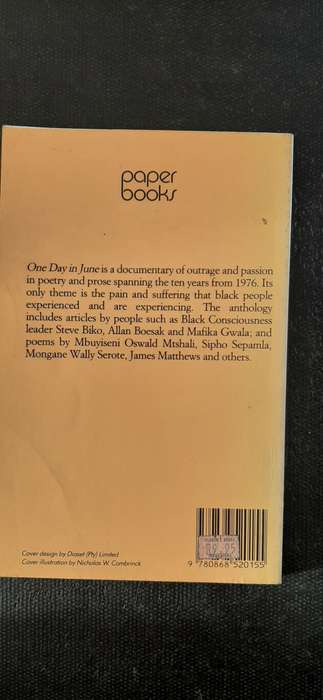 paper
books
One Day in June is a documentary of outrage and passion
in poetry and prose spanning the ten years from 1976. Its
only theme is the pain and suffering that black people
experienced and are experiencing. The anthology
includes articles by people such as Black Consciousness
leader Steve Biko, Allan Boesak and Mafika Gwala; and
poems by Mbuyiseni Oswald Mtshali, Sipho Sepamla,
Mongane Wally Serote, James Matthews and others.
Cover design by Diaset (Pty) Limited
Cover illustration by Nicholas W. Combrinck
9 780868 520155